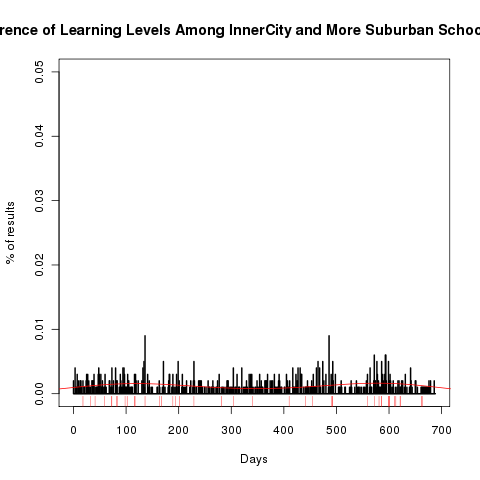 rence of Learning Levels Among InnerCity and More Suburban Schoo
% of results
0.05
0.04
0.03
0.02
0.01
0.00
0 100 200 300 400 500 600 700
Days